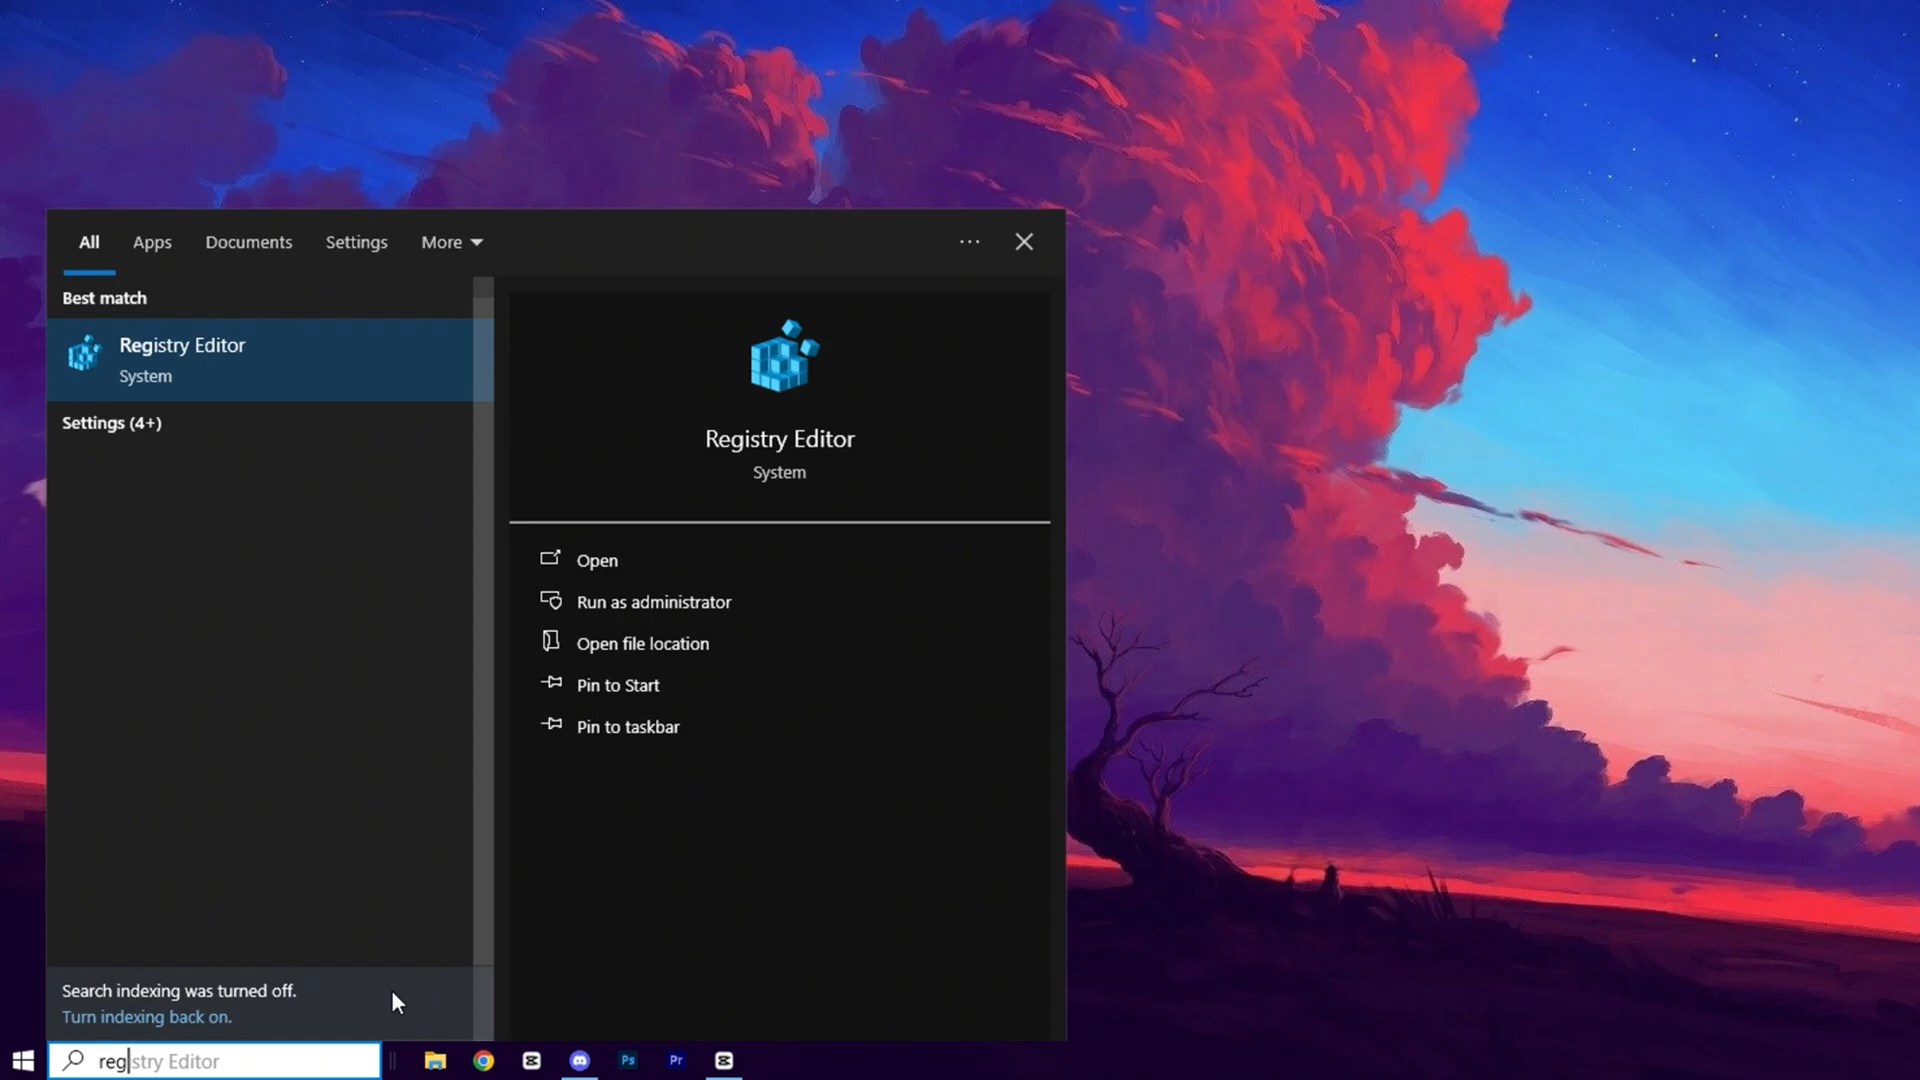 All Apps Documents Settings More
Best match
Registry Editor
System
Settings (4+)
Registry Editor
System
Open
Run as administrator
Open file location
Pin to Start
Pin to taskbar
Search indexing was turned off.
Turn indexing back on.
registry Editor
Ps Pr